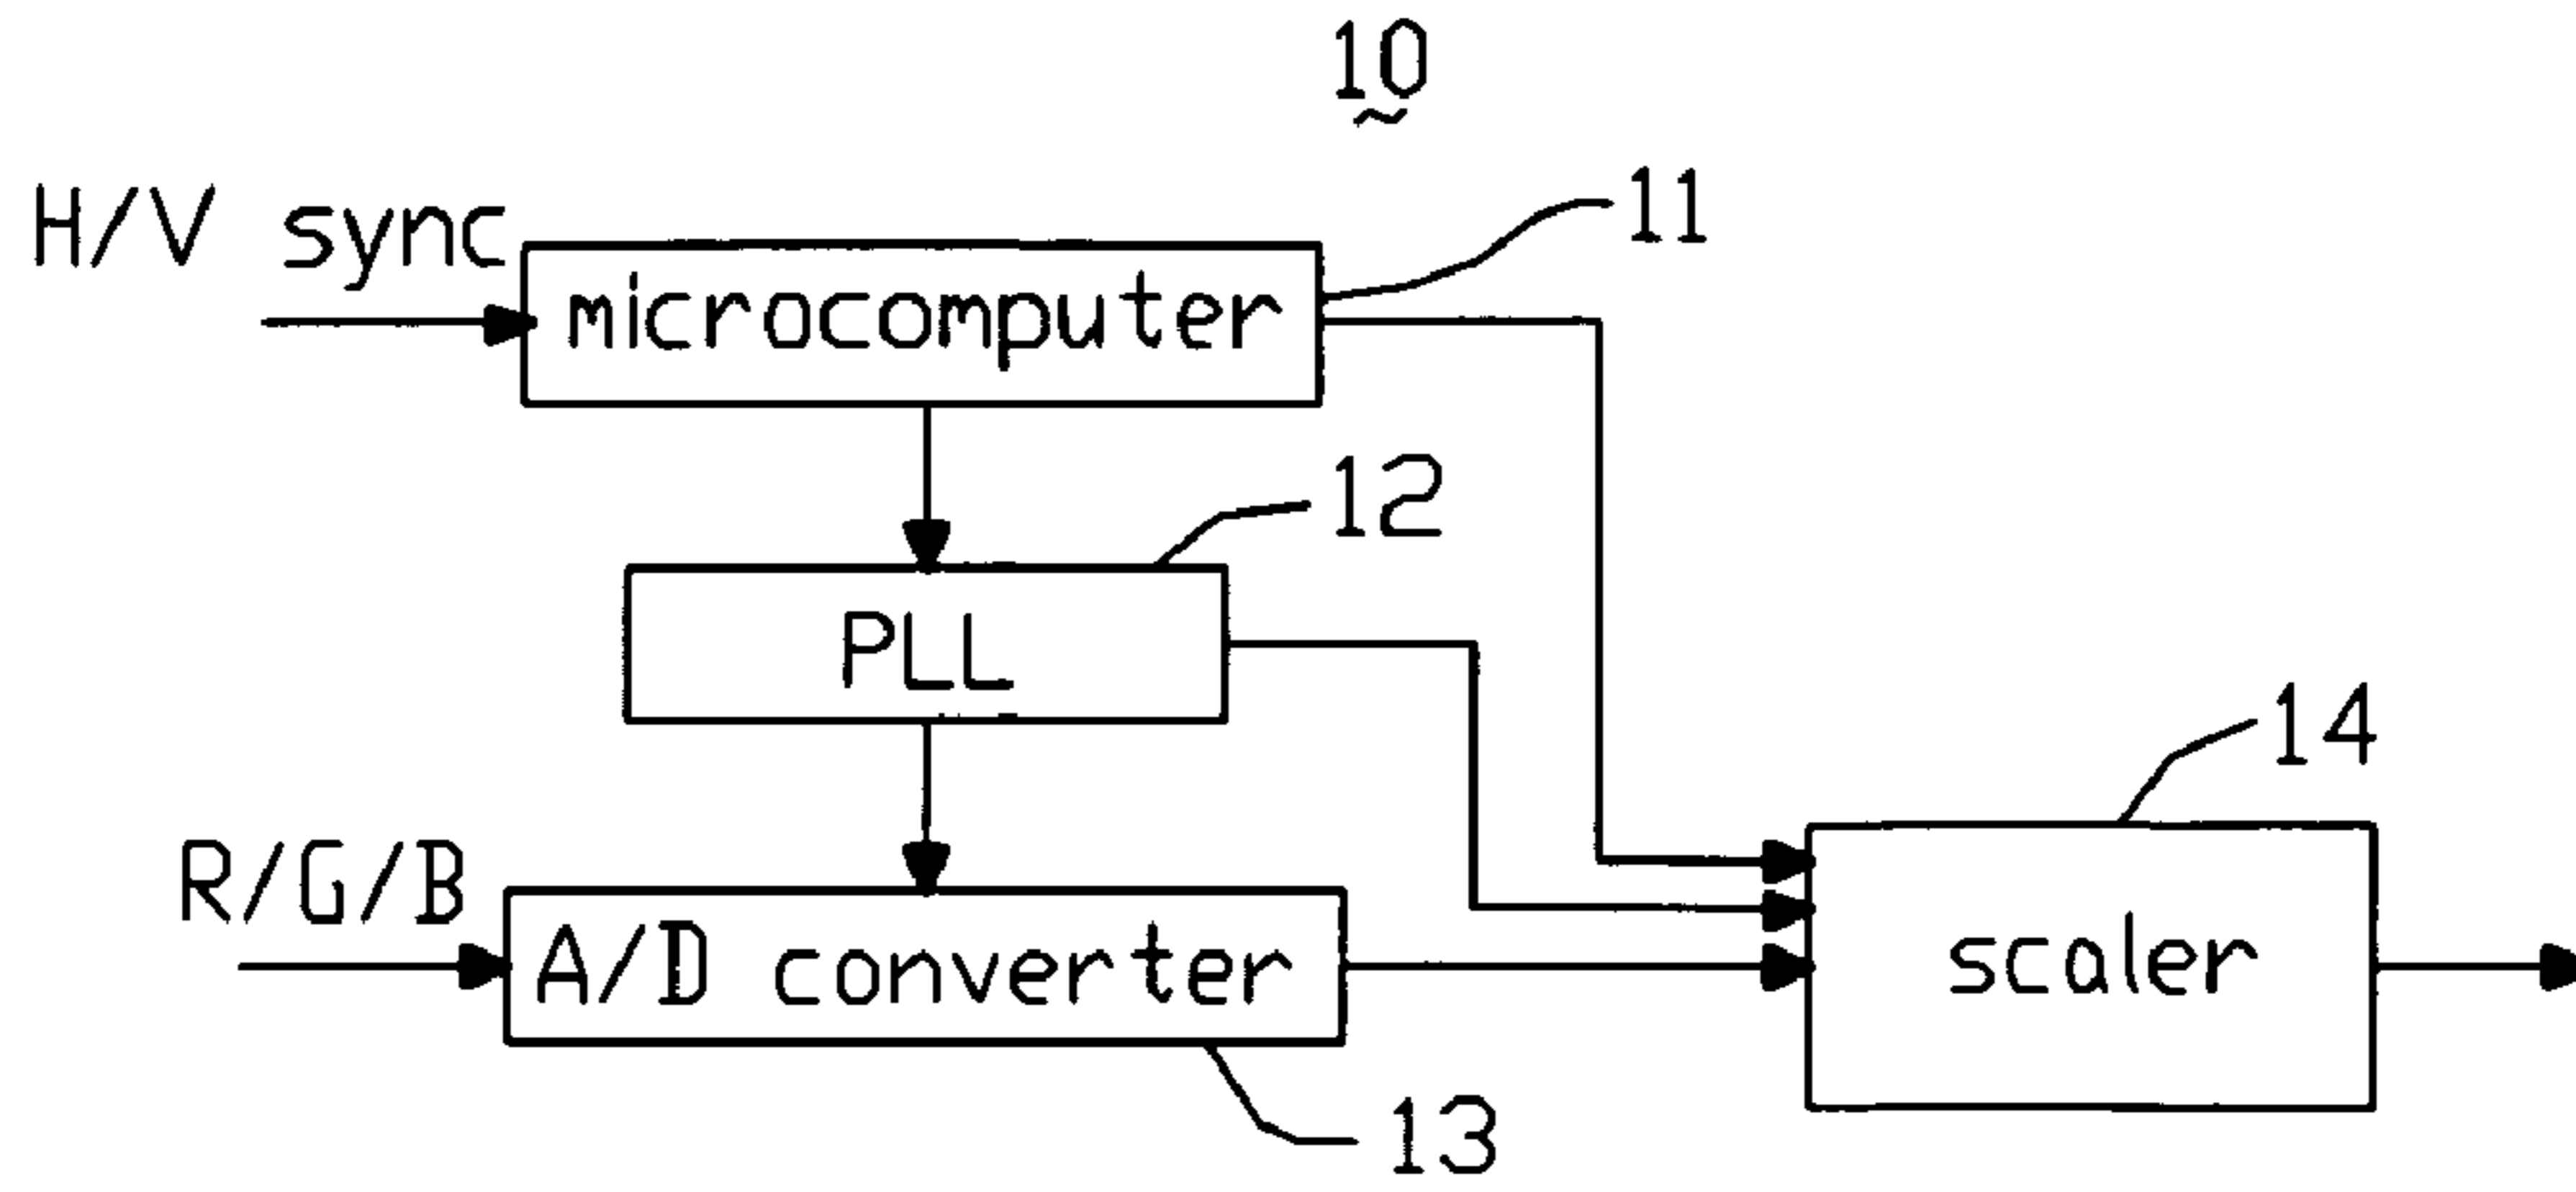 10
11
H/V sync
microcomputer
12
PLL
14
R/G/B
A/D converter
scaler
13